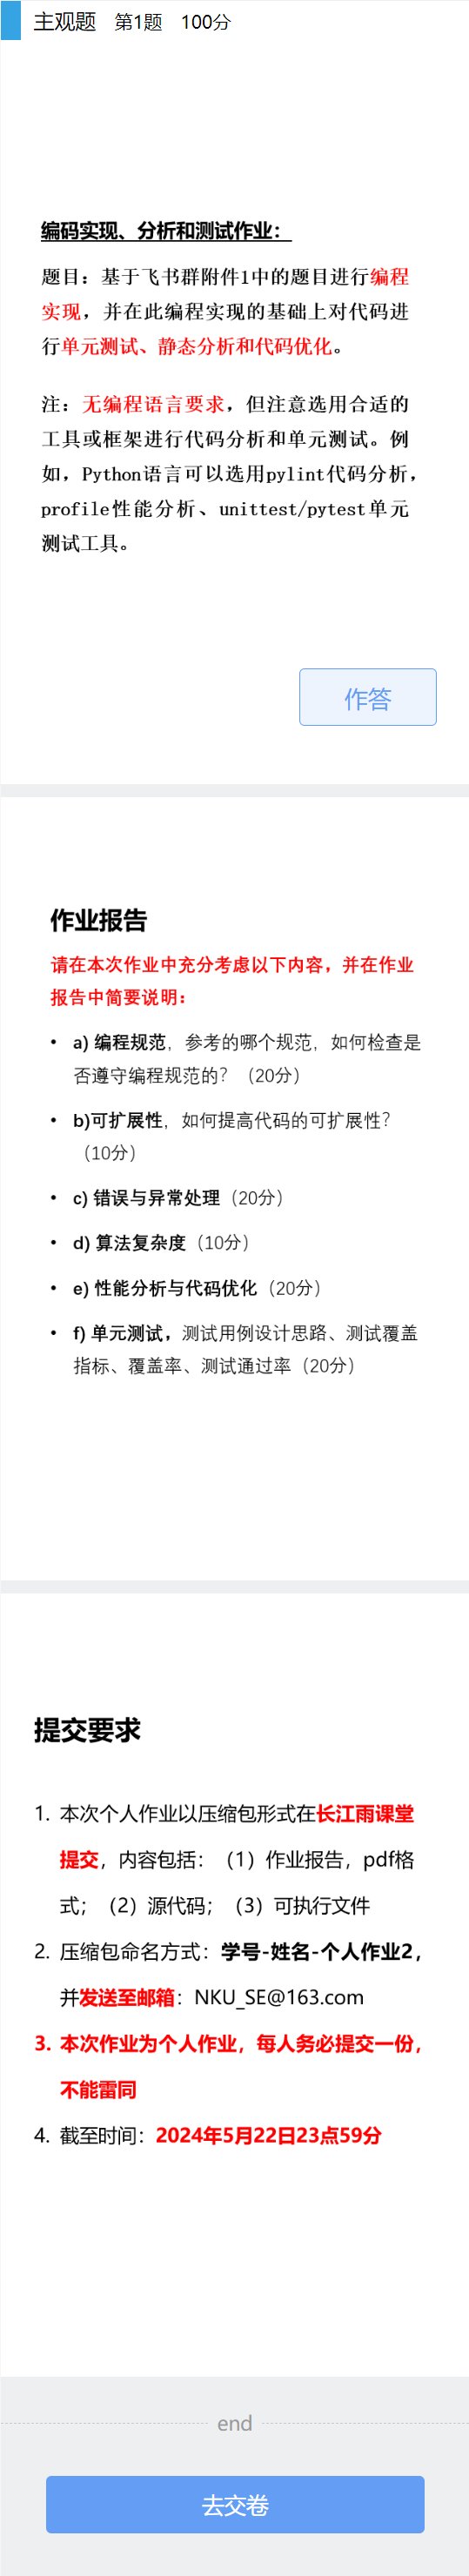 主观题 第1题 100分
编码实现、分析和测试作业：
题目：基于飞书群附件1中的题目进行编程
实现，并在此编程实现的基础上对代码进
行单元测试、静态分析和代码优化。
注：无编程语言要求，但注意选用合适的
工具或框架进行代码分析和单元测试。例
如，Python语言可以选用pylint代码分析，
profile性能分析、unittest/pytest单元
测试工具。
作答
作业报告
请在本次作业中充分考虑以下内容，并在作业
报告中简要说明：
• a) 编程规范，参考的哪个规范，如何检查是
否遵守编程规范的？（20分）
• b)可扩展性，如何提高代码的可扩展性？
（10分）
• c) 错误与异常处理（20分）
• d) 算法复杂度（10分）
• e) 性能分析与代码优化（20分）
• f) 单元测试，测试用例设计思路、测试覆盖
指标、覆盖率、测试通过率（20分）
提交要求
1. 本次个人作业以压缩包形式在长江雨课堂
提交，内容包括：（1）作业报告，pdf格
式；（2）源代码；（3）可执行文件
2. 压缩包命名方式：学号-姓名-个人作业2，
并发送至邮箱：NKU_SE@163.com
3. 本次作业为个人作业，每人务必提交一份，
不能雷同
4. 截至时间：2024年5月22日23点59分
end
去交卷